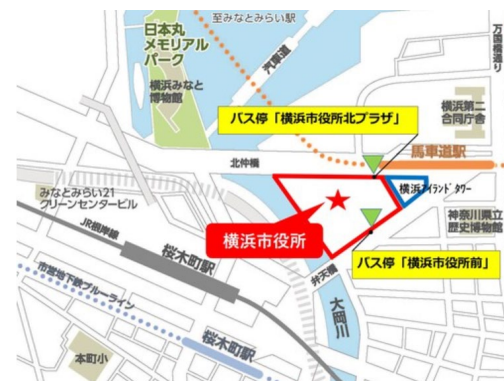 至みなとみらい駅
日本丸
メモリアル
パーク
汽車道
万国橋通り
横浜みなと
博物館
横浜第二
合同庁舎
バス停「横浜市役所北プラザ」
馬車道駅
北仲橋
みなとみらい21
グリーンセンタービル
横浜アイランドタワー
神奈川県立
歴史博物館
JR根岸線
横浜市役所
桜木町駅
バス停「横浜市役所前」
弁天橋
市営地下鉄ブルーライン
大岡川
桜木町駅
本町小